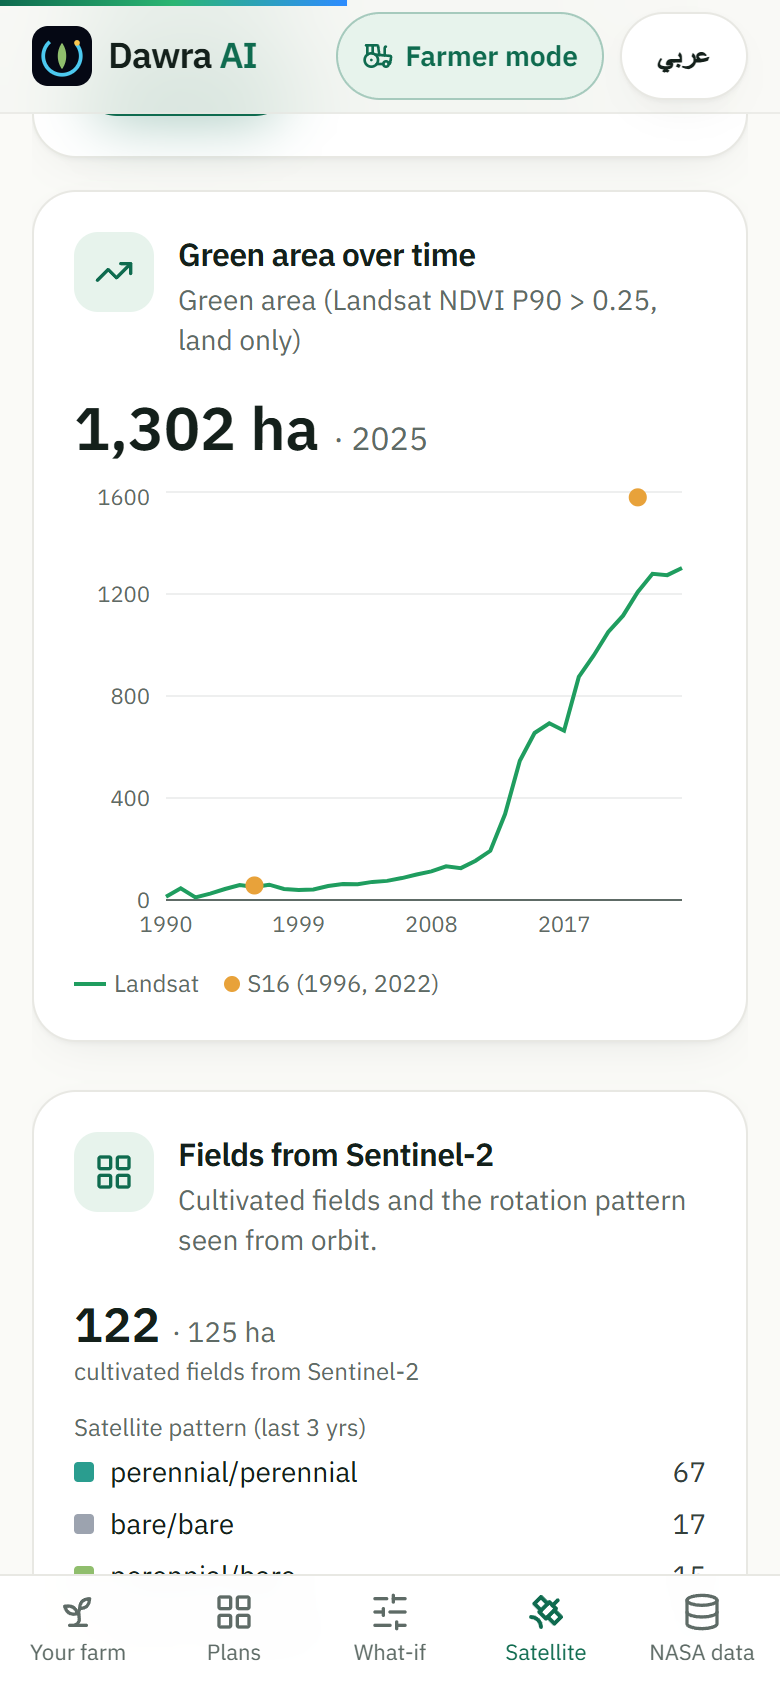 Dawra AI
Farmer mode
عربي
Green area over time
Green area (Landsat NDVI P90 > 0.25,
land only)
1,302 ha · 2025
1600
1200
800
400
0
1990 1999 2008 2017
Landsat S16 (1996, 2022)
Fields from Sentinel-2
Cultivated fields and the rotation pattern
seen from orbit.
122 · 125 ha
cultivated fields from Sentinel-2
Satellite pattern (last 3 yrs)
perennial/perennial 67
bare/bare 17
perennial/bare 15
Your farm Plans What-if Satellite NASA data